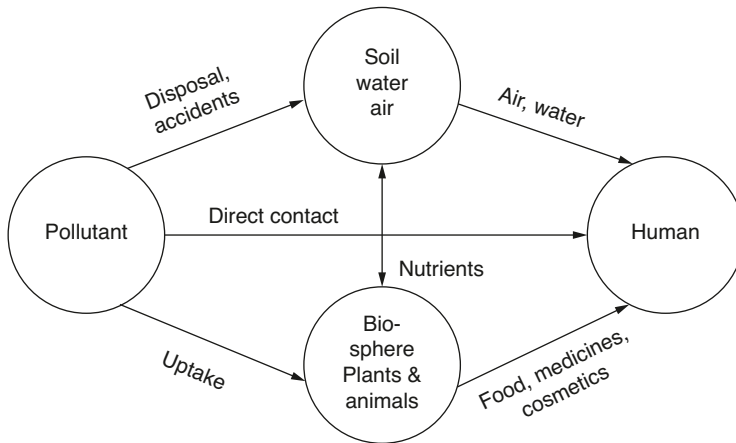 Soil
water
air
Disposal,
accidents
Air, water
Pollutant
Direct contact
Human
Nutrients
Bio-
sphere
Plants &
animals
Uptake
Food, medicines,
cosmetics